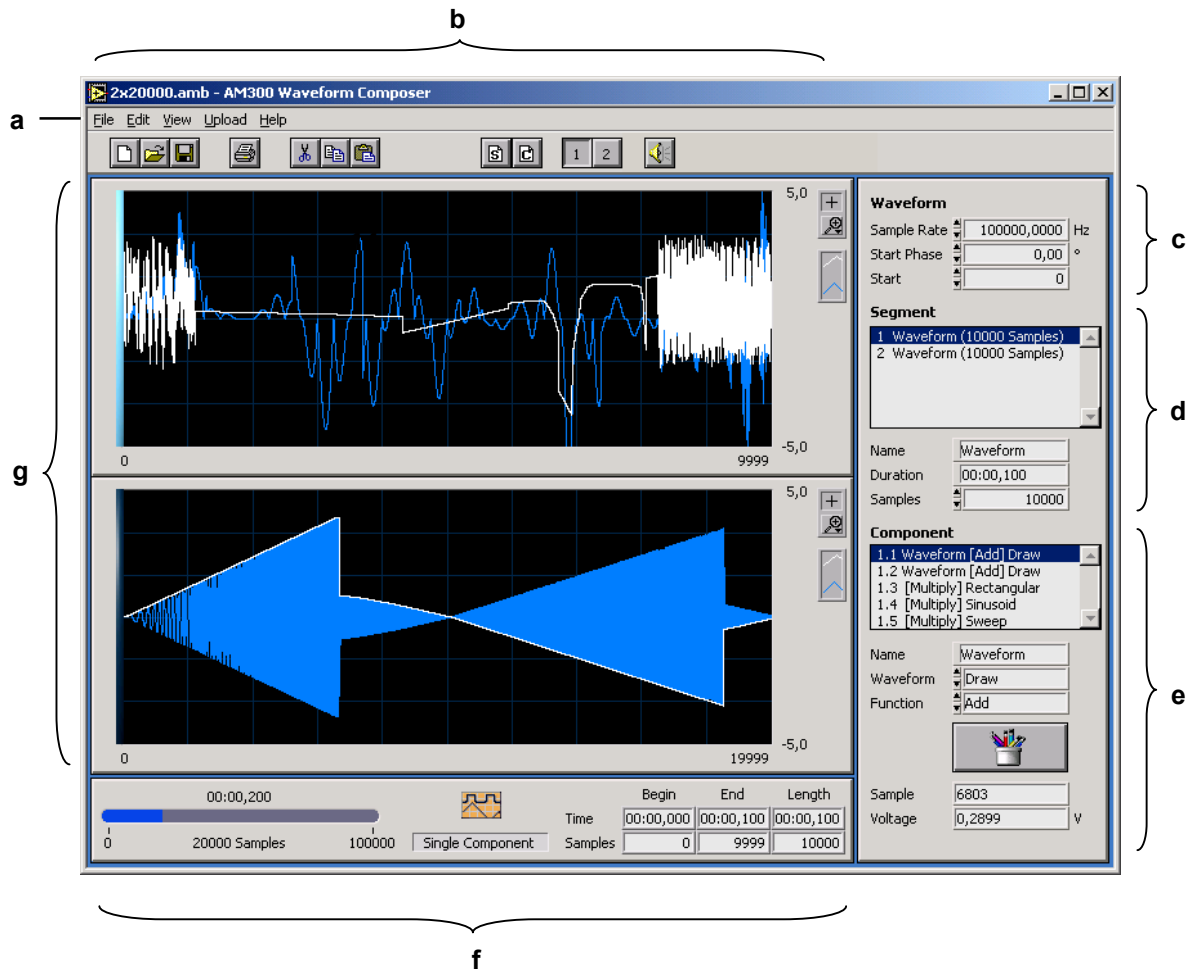 b
2x20000.amb - AM300 Waveform Composer
a
File Edit View Upload Help
S C 1 2
5,0
-5,0
0 9999
5,0
-5,0
0 19999
g
Waveform
Sample Rate 100000,0000 Hz
Start Phase 0,00 °
Start 0
c
Segment
1 Waveform (10000 Samples)
2 Waveform (10000 Samples)
Name Waveform
Duration 00:00,100
Samples 10000
d
Component
1.1 Waveform [Add] Draw
1.2 Waveform [Add] Draw
1.3 [Multiply] Rectangular
1.4 [Multiply] Sinusoid
1.5 [Multiply] Sweep
Name Waveform
Waveform Draw
Function Add
Sample 6803
Voltage 0,2899 V
e
00:00,200
0 20000 Samples 100000
Single Component
Begin End Length
Time 00:00,000 00:00,100 00:00,100
Samples 0 9999 10000
f